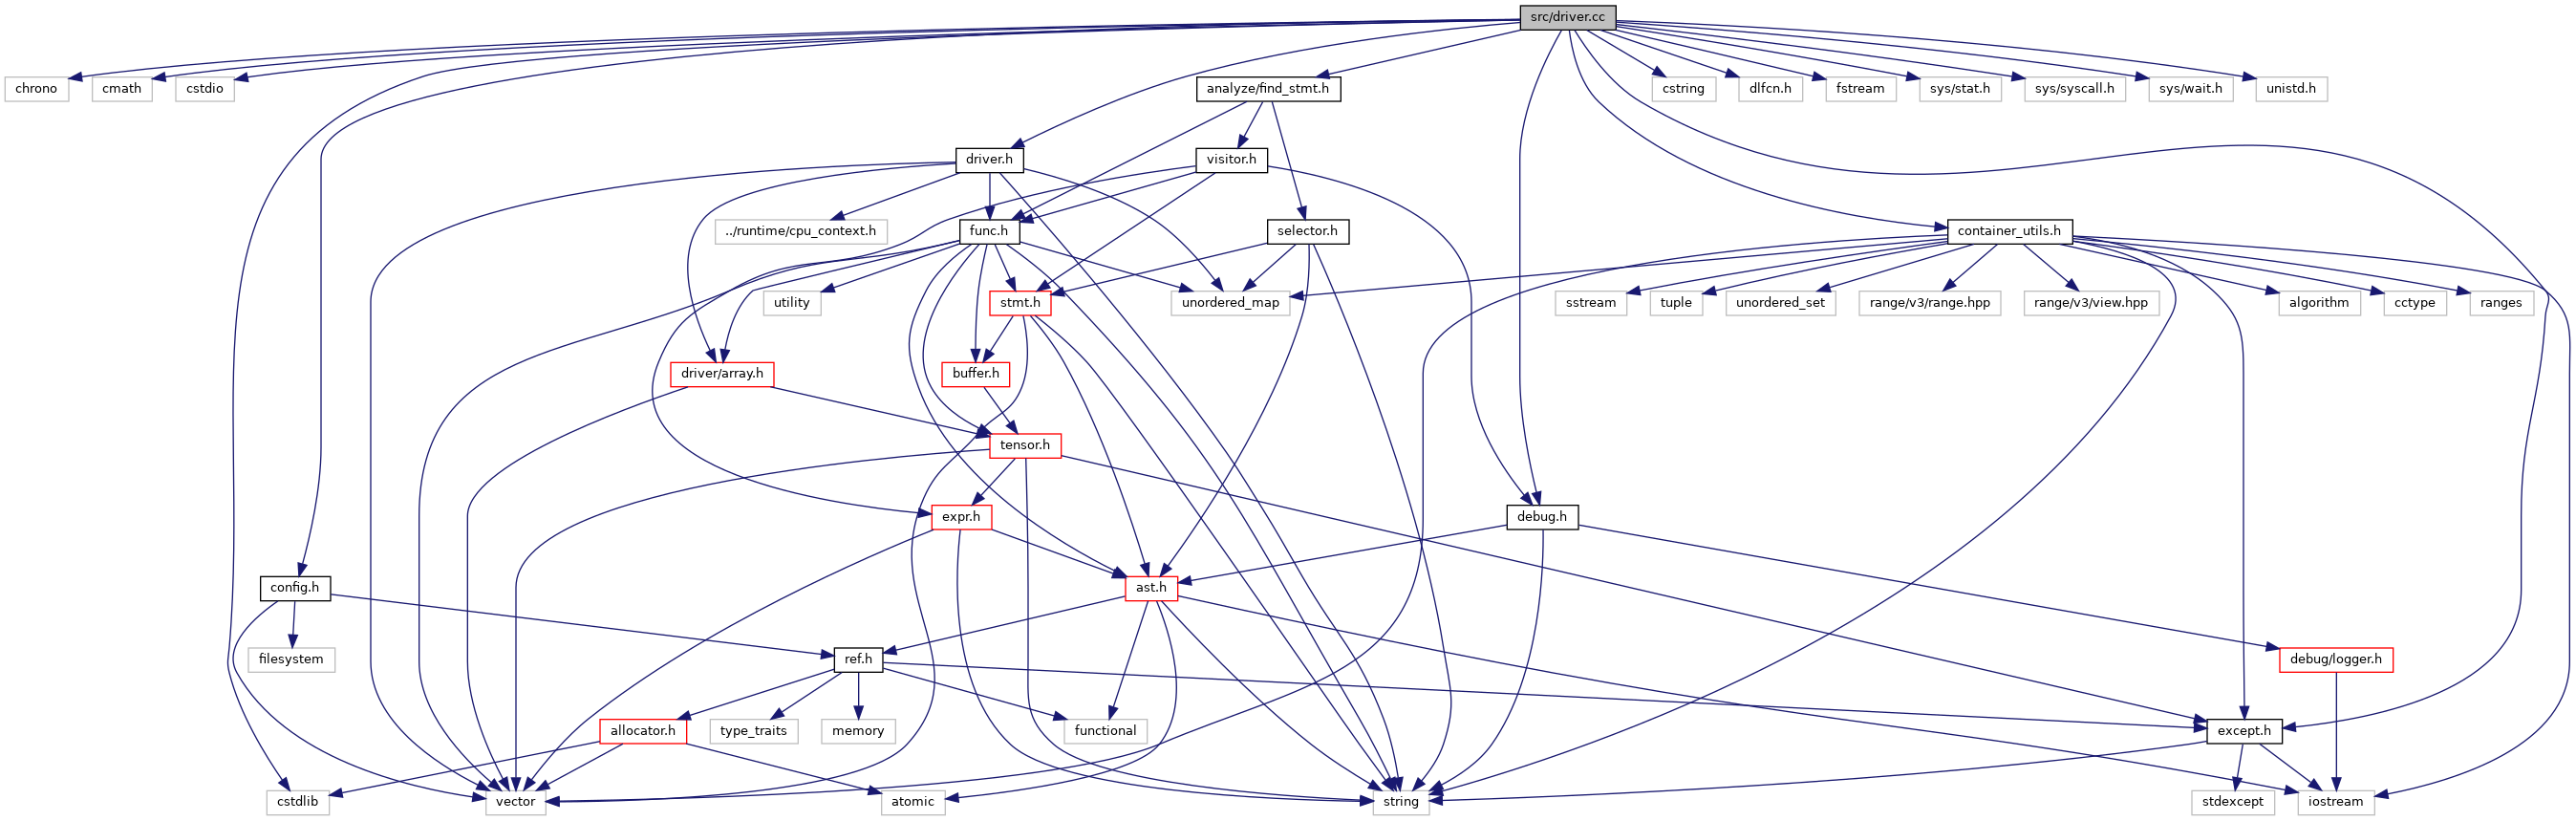 src/driver.cc
chrono
cmath
cstdio
analyze/find_stmt.h
cstring
dlfcn.h
fstream
sys/stat.h
sys/syscall.h
sys/wait.h
unistd.h
driver.h
visitor.h
../runtime/cpu_context.h
func.h
selector.h
container_utils.h
utility
stmt.h
unordered_map
sstream
tuple
unordered_set
range/v3/range.hpp
range/v3/view.hpp
algorithm
cctype
ranges
driver/array.h
buffer.h
tensor.h
expr.h
debug.h
config.h
ast.h
filesystem
ref.h
debug/logger.h
allocator.h
type_traits
memory
functional
except.h
cstdlib
vector
atomic
string
stdexcept
iostream